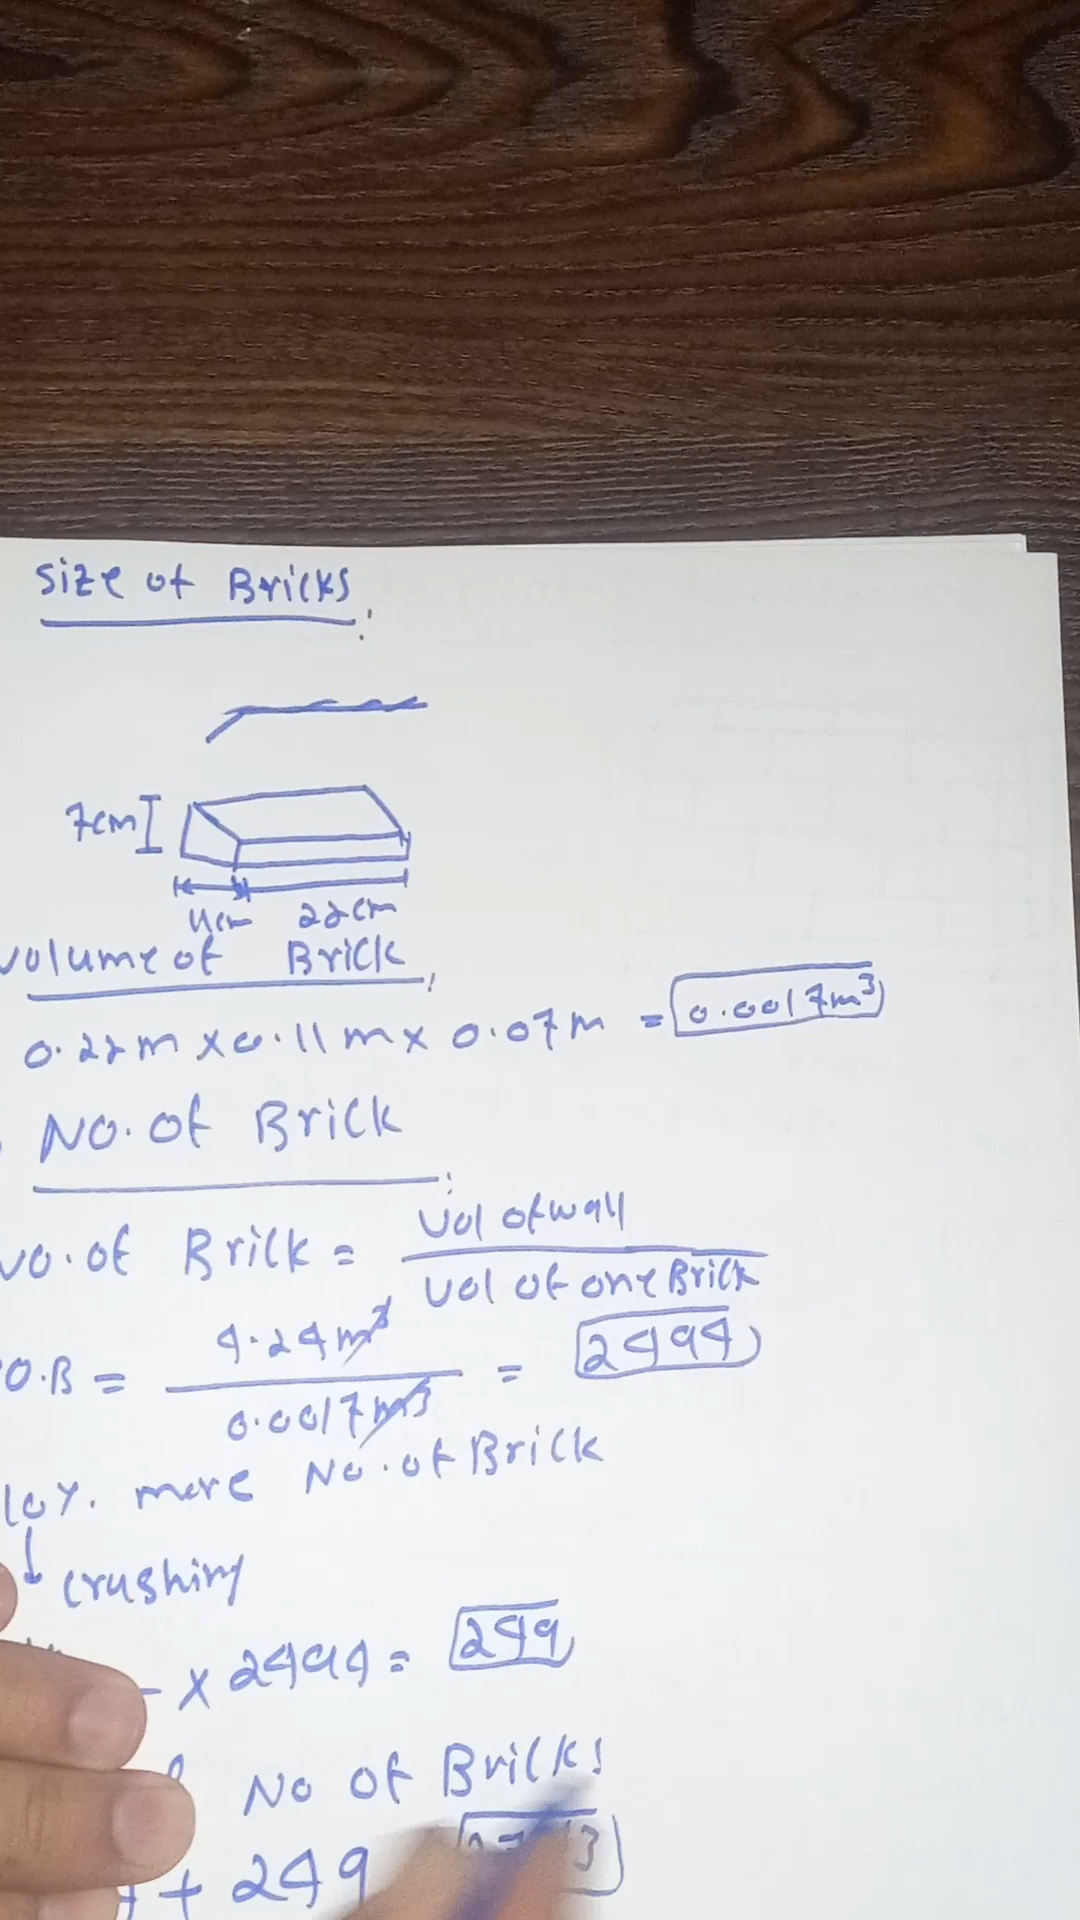 Size of Bricks:
7cm
11cm 22cm
volume of Brick,
0.22m x 0.11m x 0.07m = 0.0017m³
No. of Brick
No. of Brick = Vol of wall
Vol of one Brick
O.B = 4.24m³ = 2494
0.0017m³
10%. more No. of Brick
crushing
x 2494 = 249
No of Bricks
+ 249